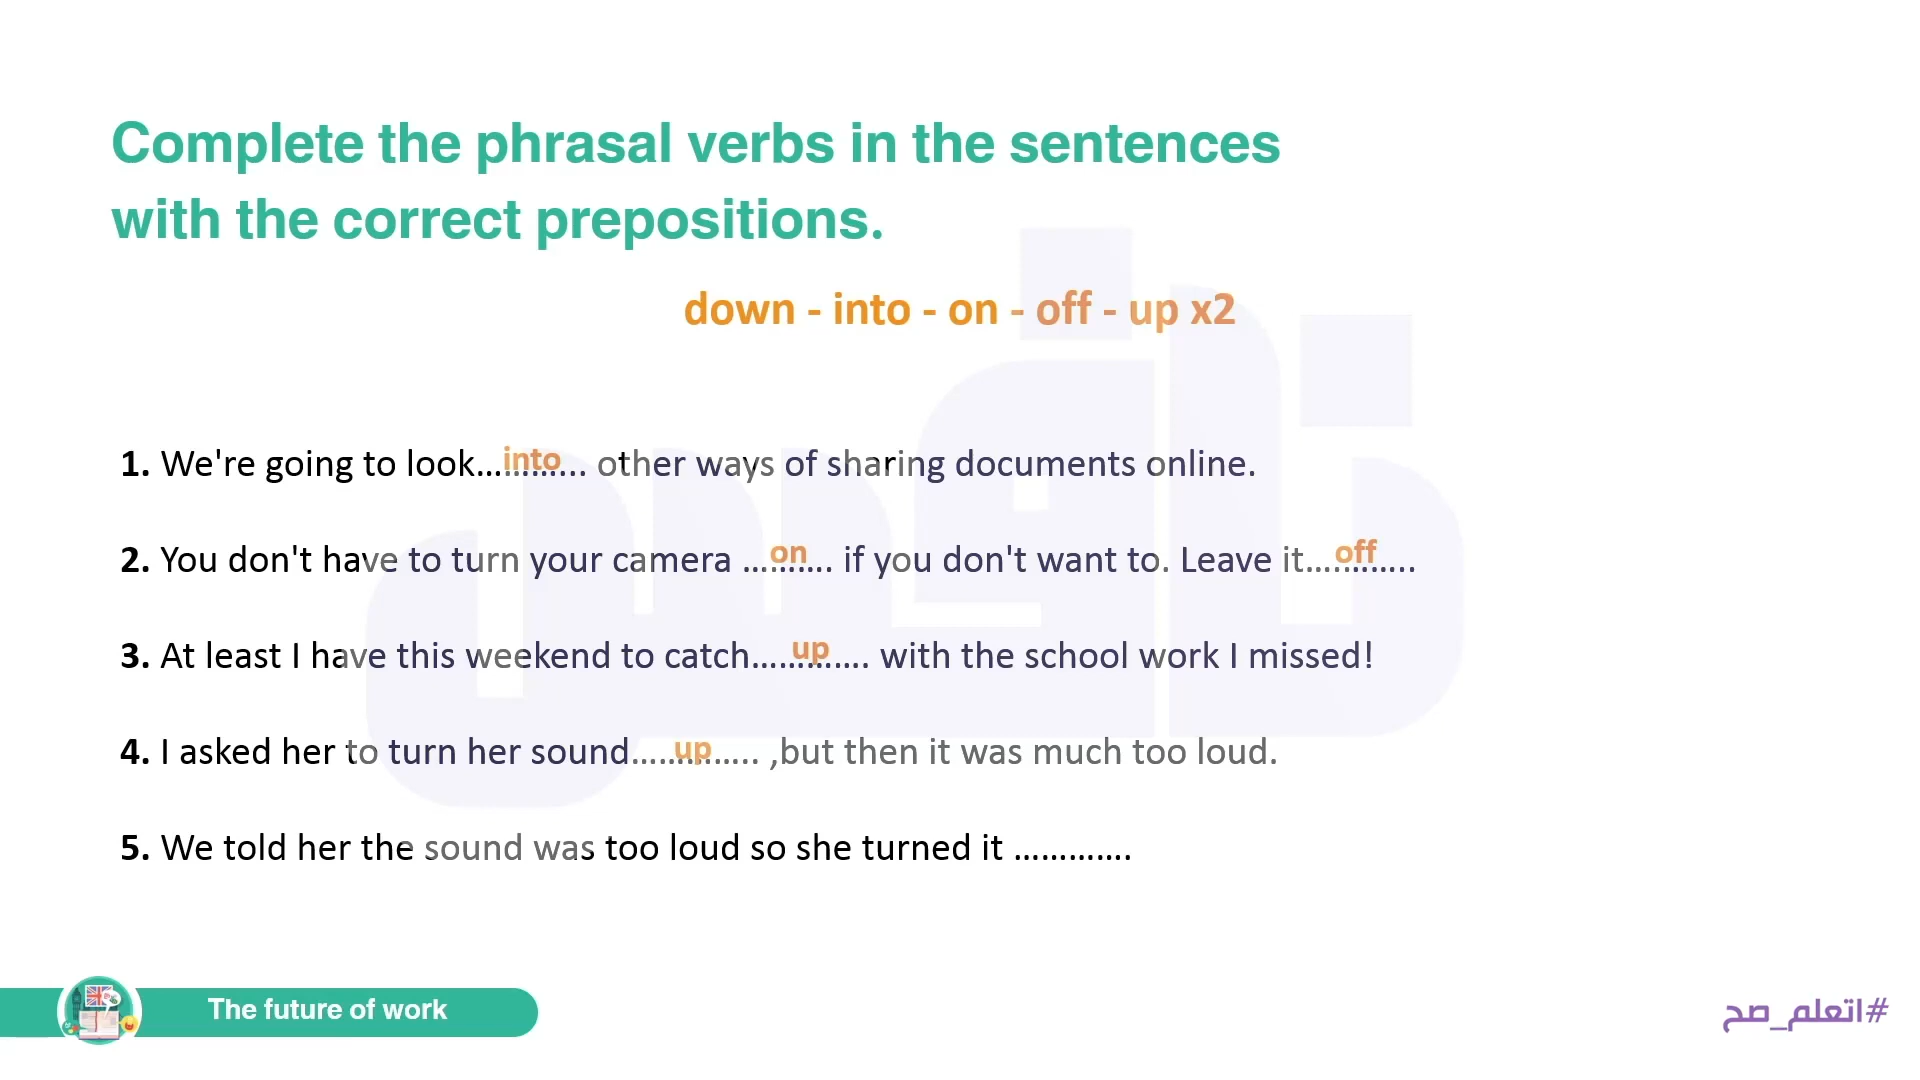 Complete the phrasal verbs in the sentences
with the correct prepositions.
down - into - on - off - up x2
1. We're going to look…into…….. other ways of sharing documents online.
2. You don't have to turn your camera …on…….. if you don't want to. Leave it…off……..
3. At least I have this weekend to catch…up………. with the school work I missed!
4. I asked her to turn her sound…up……….. ,but then it was much too loud.
5. We told her the sound was too loud so she turned it ………….
The future of work
#اتعلم_صح
نافس